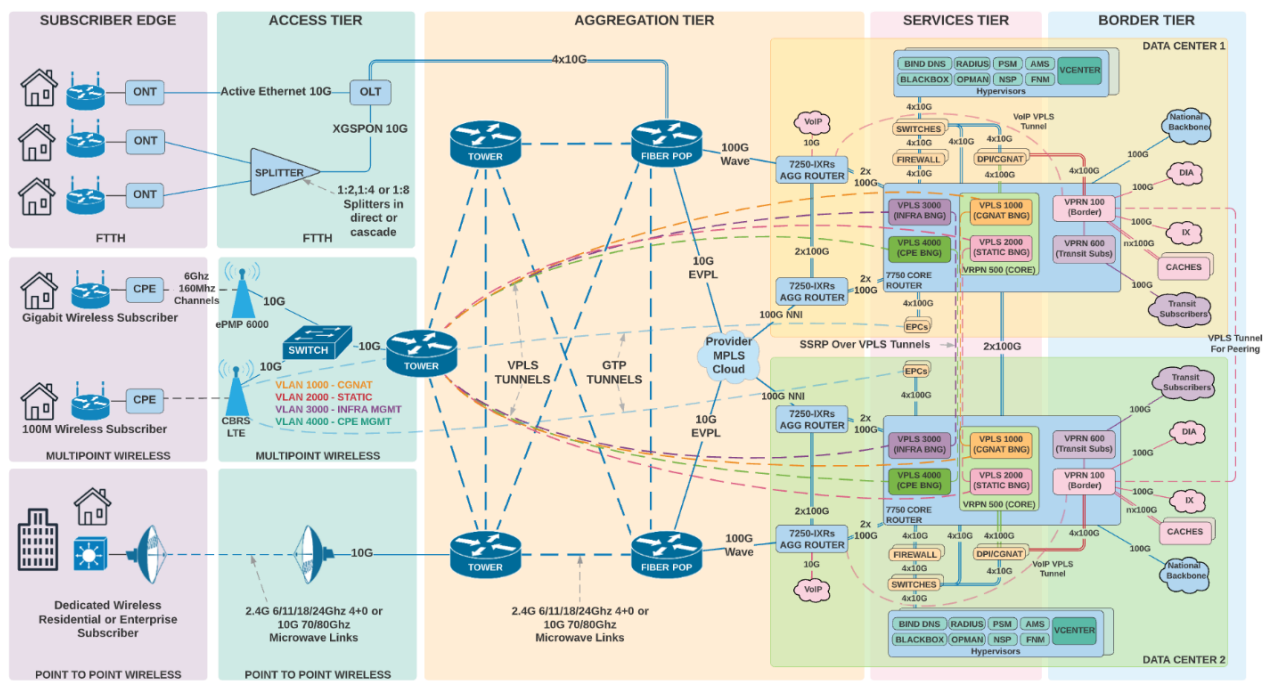 SUBSCRIBER EDGE
ACCESS TIER
AGGREGATION TIER
SERVICES TIER
BORDER TIER
ONT
Active Ethernet 10G
OLT
4x10G
ONT
XGSPON 10G
SPLITTER
ONT
1:2,1:4 or 1:8
Splitters in
direct or
cascade
FTTH
FTTH
CPE
6Ghz
160Mhz
Channels
Gigabit Wireless Subscriber
ePMP 6000
10G
SWITCH
10G
10G
CPE
100M Wireless Subscriber
CBRS
LTE
VLAN 1000 - CGNAT
VLAN 2000 - STATIC
VLAN 3000 - INFRA MGMT
VLAN 4000 - CPE MGMT
MULTIPOINT WIRELESS
MULTIPOINT WIRELESS
10G
Dedicated Wireless
Residential or Enterprise
Subscriber
2.4G 6/11/18/24Ghz 4+0 or
10G 70/80Ghz
Microwave Links
POINT TO POINT WIRELESS
POINT TO POINT WIRELESS
TOWER
FIBER POP
100G
Wave
10G
EVPL
TOWER
VPLS
TUNNELS
GTP
TUNNELS
Provider
MPLS
Cloud
100G NNI
100G NNI
10G
EVPL
TOWER
FIBER POP
100G
Wave
2.4G 6/11/18/24Ghz 4+0 or
10G 70/80Ghz
Microwave Links
DATA CENTER 1
BIND DNS
RADIUS
PSM
AMS
VCENTER
BLACKBOX
OPMAN
NSP
FNM
Hypervisors
4x10G
SWITCHES
4x10G
4x10G
4x10G
VoIP VPLS
Tunnel
FIREWALL
DPI/CGNAT
4x10G
4x10G
4x10G
VoIP
10G
7250-IXRs
AGG ROUTER
2x
100G
2x100G
7250-IXRs
AGG ROUTER
2x
100G
VPLS 3000
(INFRA BNG)
VPLS 1000
(CGNAT BNG)
VPLS 4000
(CPE BNG)
VPLS 2000
(STATIC BNG)
VRPN 500 (CORE)
7750 CORE
ROUTER
VPRN 100
(Border)
VPRN 600
(Transit Subs)
National
Backbone
100G
DIA
100G
100G
IX
nx100G
CACHES
100G
Transit
Subscribers
4x10G
EPCs
SSRP Over VPLS Tunnels
2x100G
VPLS Tunnel
For Peering
EPCs
4x10G
7250-IXRs
AGG ROUTER
2x
100G
2x100G
7250-IXRs
AGG ROUTER
2x
100G
10G
VoIP
VPLS 3000
(INFRA BNG)
VPLS 1000
(CGNAT BNG)
VPLS 4000
(CPE BNG)
VPLS 2000
(STATIC BNG)
VRPN 500 (CORE)
7750 CORE
ROUTER
VPRN 600
(Transit Subs)
VPRN 100
(Border)
Transit
Subscribers
100G
DIA
100G
100G
IX
nx100G
CACHES
100G
National
Backbone
4x10G
4x10G
4x10G
4x10G
FIREWALL
DPI/CGNAT
4x10G
4x10G
VoIP VPLS
Tunnel
SWITCHES
4x10G
BIND DNS
RADIUS
PSM
AMS
VCENTER
BLACKBOX
OPMAN
NSP
FNM
Hypervisors
DATA CENTER 2